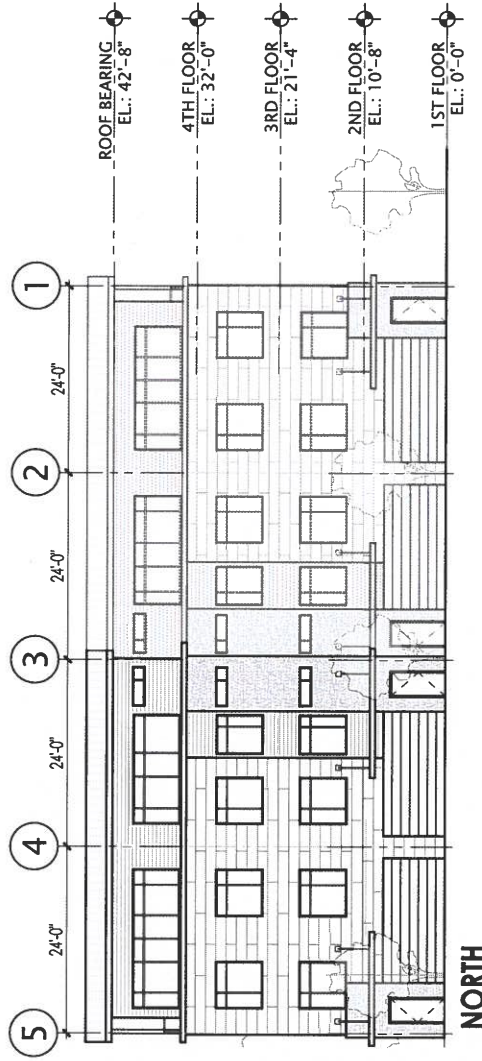 5
4
3
2
1
24'-0"
24'-0"
24'-0"
24'-0"
ROOF BEARING
EL.: 42'-8"
4TH FLOOR
EL.: 32'-0"
3RD FLOOR
EL.: 21'-4"
2ND FLOOR
EL.: 10'-8"
1ST FLOOR
EL.: 0'-0"
NORTH